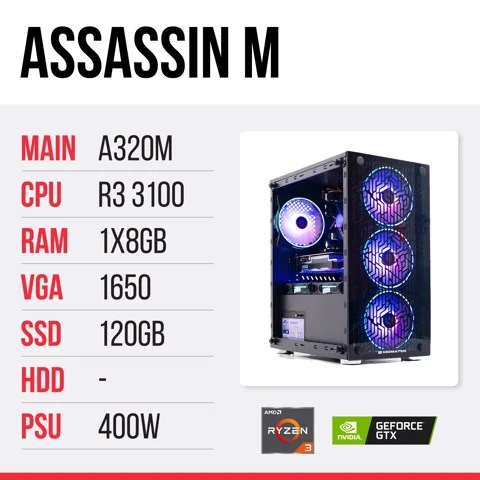 ASSASSIN M
MAIN A320M
CPU R3 3100
RAM 1X8GB
VGA 1650
SSD 120GB
HDD -
PSU 400W
AMD
RYZEN
3
NVIDIA.
GEFORCE
GTX